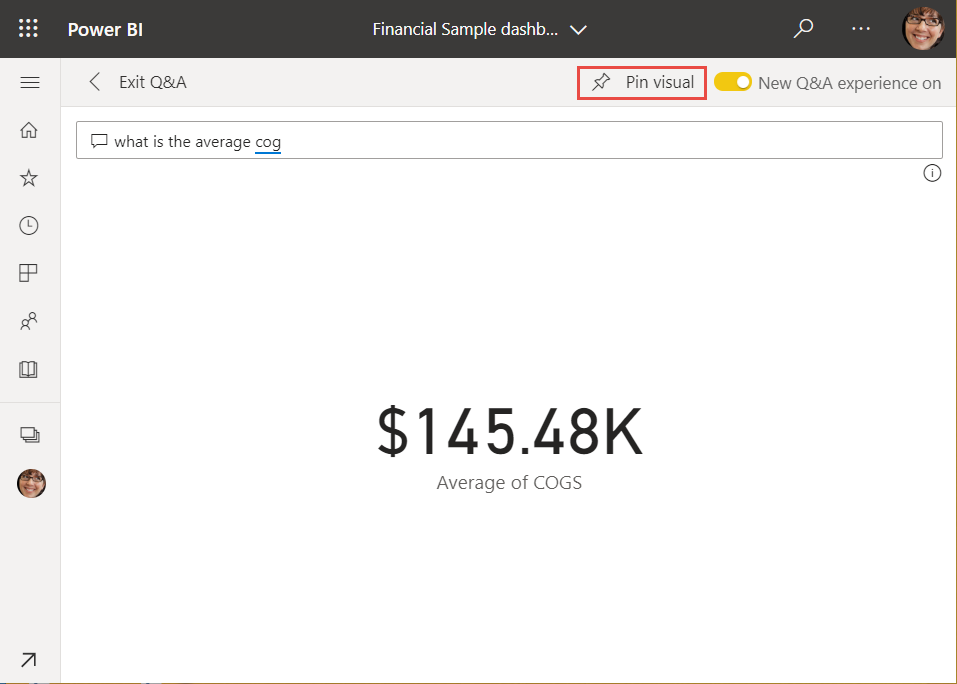 Power BI
Financial Sample dashb...
Exit Q&A
Pin visual
New Q&A experience on
what is the average cog
$145.48K
Average of COGS